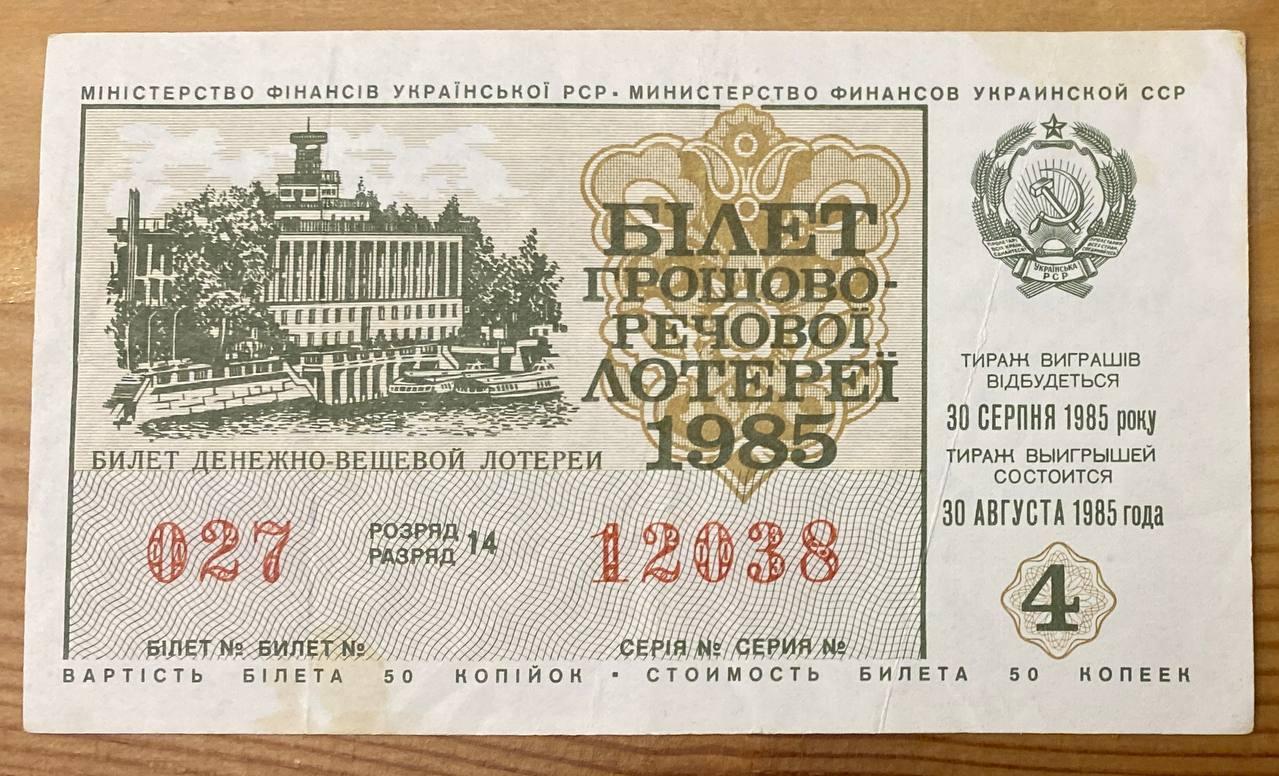 МІНІСТЕРСТВО ФІНАНСІВ УКРАЇНСЬКОЇ РСР • МИНИСТЕРСТВО ФИНАНСОВ УКРАИНСКОЙ ССР
БІЛЕТ
ГРОШОВО-
РЕЧОВОЇ
ЛОТЕРЕЇ
1985
БИЛЕТ ДЕНЕЖНО-ВЕЩЕВОЙ ЛОТЕРЕИ
УКРАЇНСЬКА
РСР
ТИРАЖ ВИГРАШІВ
ВІДБУДЕТЬСЯ
30 СЕРПНЯ 1985 року
ТИРАЖ ВЫИГРЫШЕЙ
СОСТОИТСЯ
30 АВГУСТА 1985 года
4
027 РОЗРЯД 14 12038
РАЗРЯД
БІЛЕТ № БИЛЕТ № СЕРІЯ № СЕРИЯ №
ВАРТІСТЬ БІЛЕТА 50 КОПІЙОК • СТОИМОСТЬ БИЛЕТА 50 КОПЕЕК